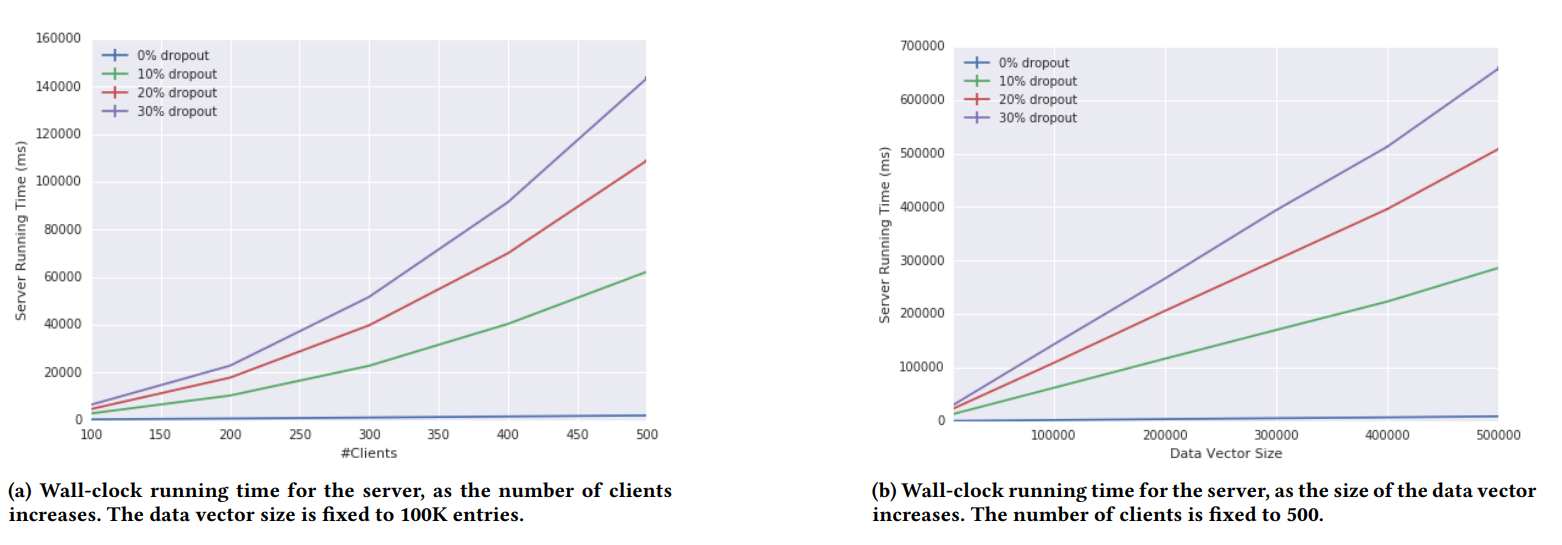 160000
140000
120000
100000
80000
60000
40000
20000
0
Server Running Time (ms)
0% dropout
10% dropout
20% dropout
30% dropout
100 150 200 250 300 350 400 450 500
#Clients
(a) Wall-clock running time for the server, as the number of clients
increases. The data vector size is fixed to 100K entries.
700000
600000
500000
400000
300000
200000
100000
0
Server Running Time (ms)
0% dropout
10% dropout
20% dropout
30% dropout
100000 200000 300000 400000 500000
Data Vector Size
(b) Wall-clock running time for the server, as the size of the data vector
increases. The number of clients is fixed to 500.